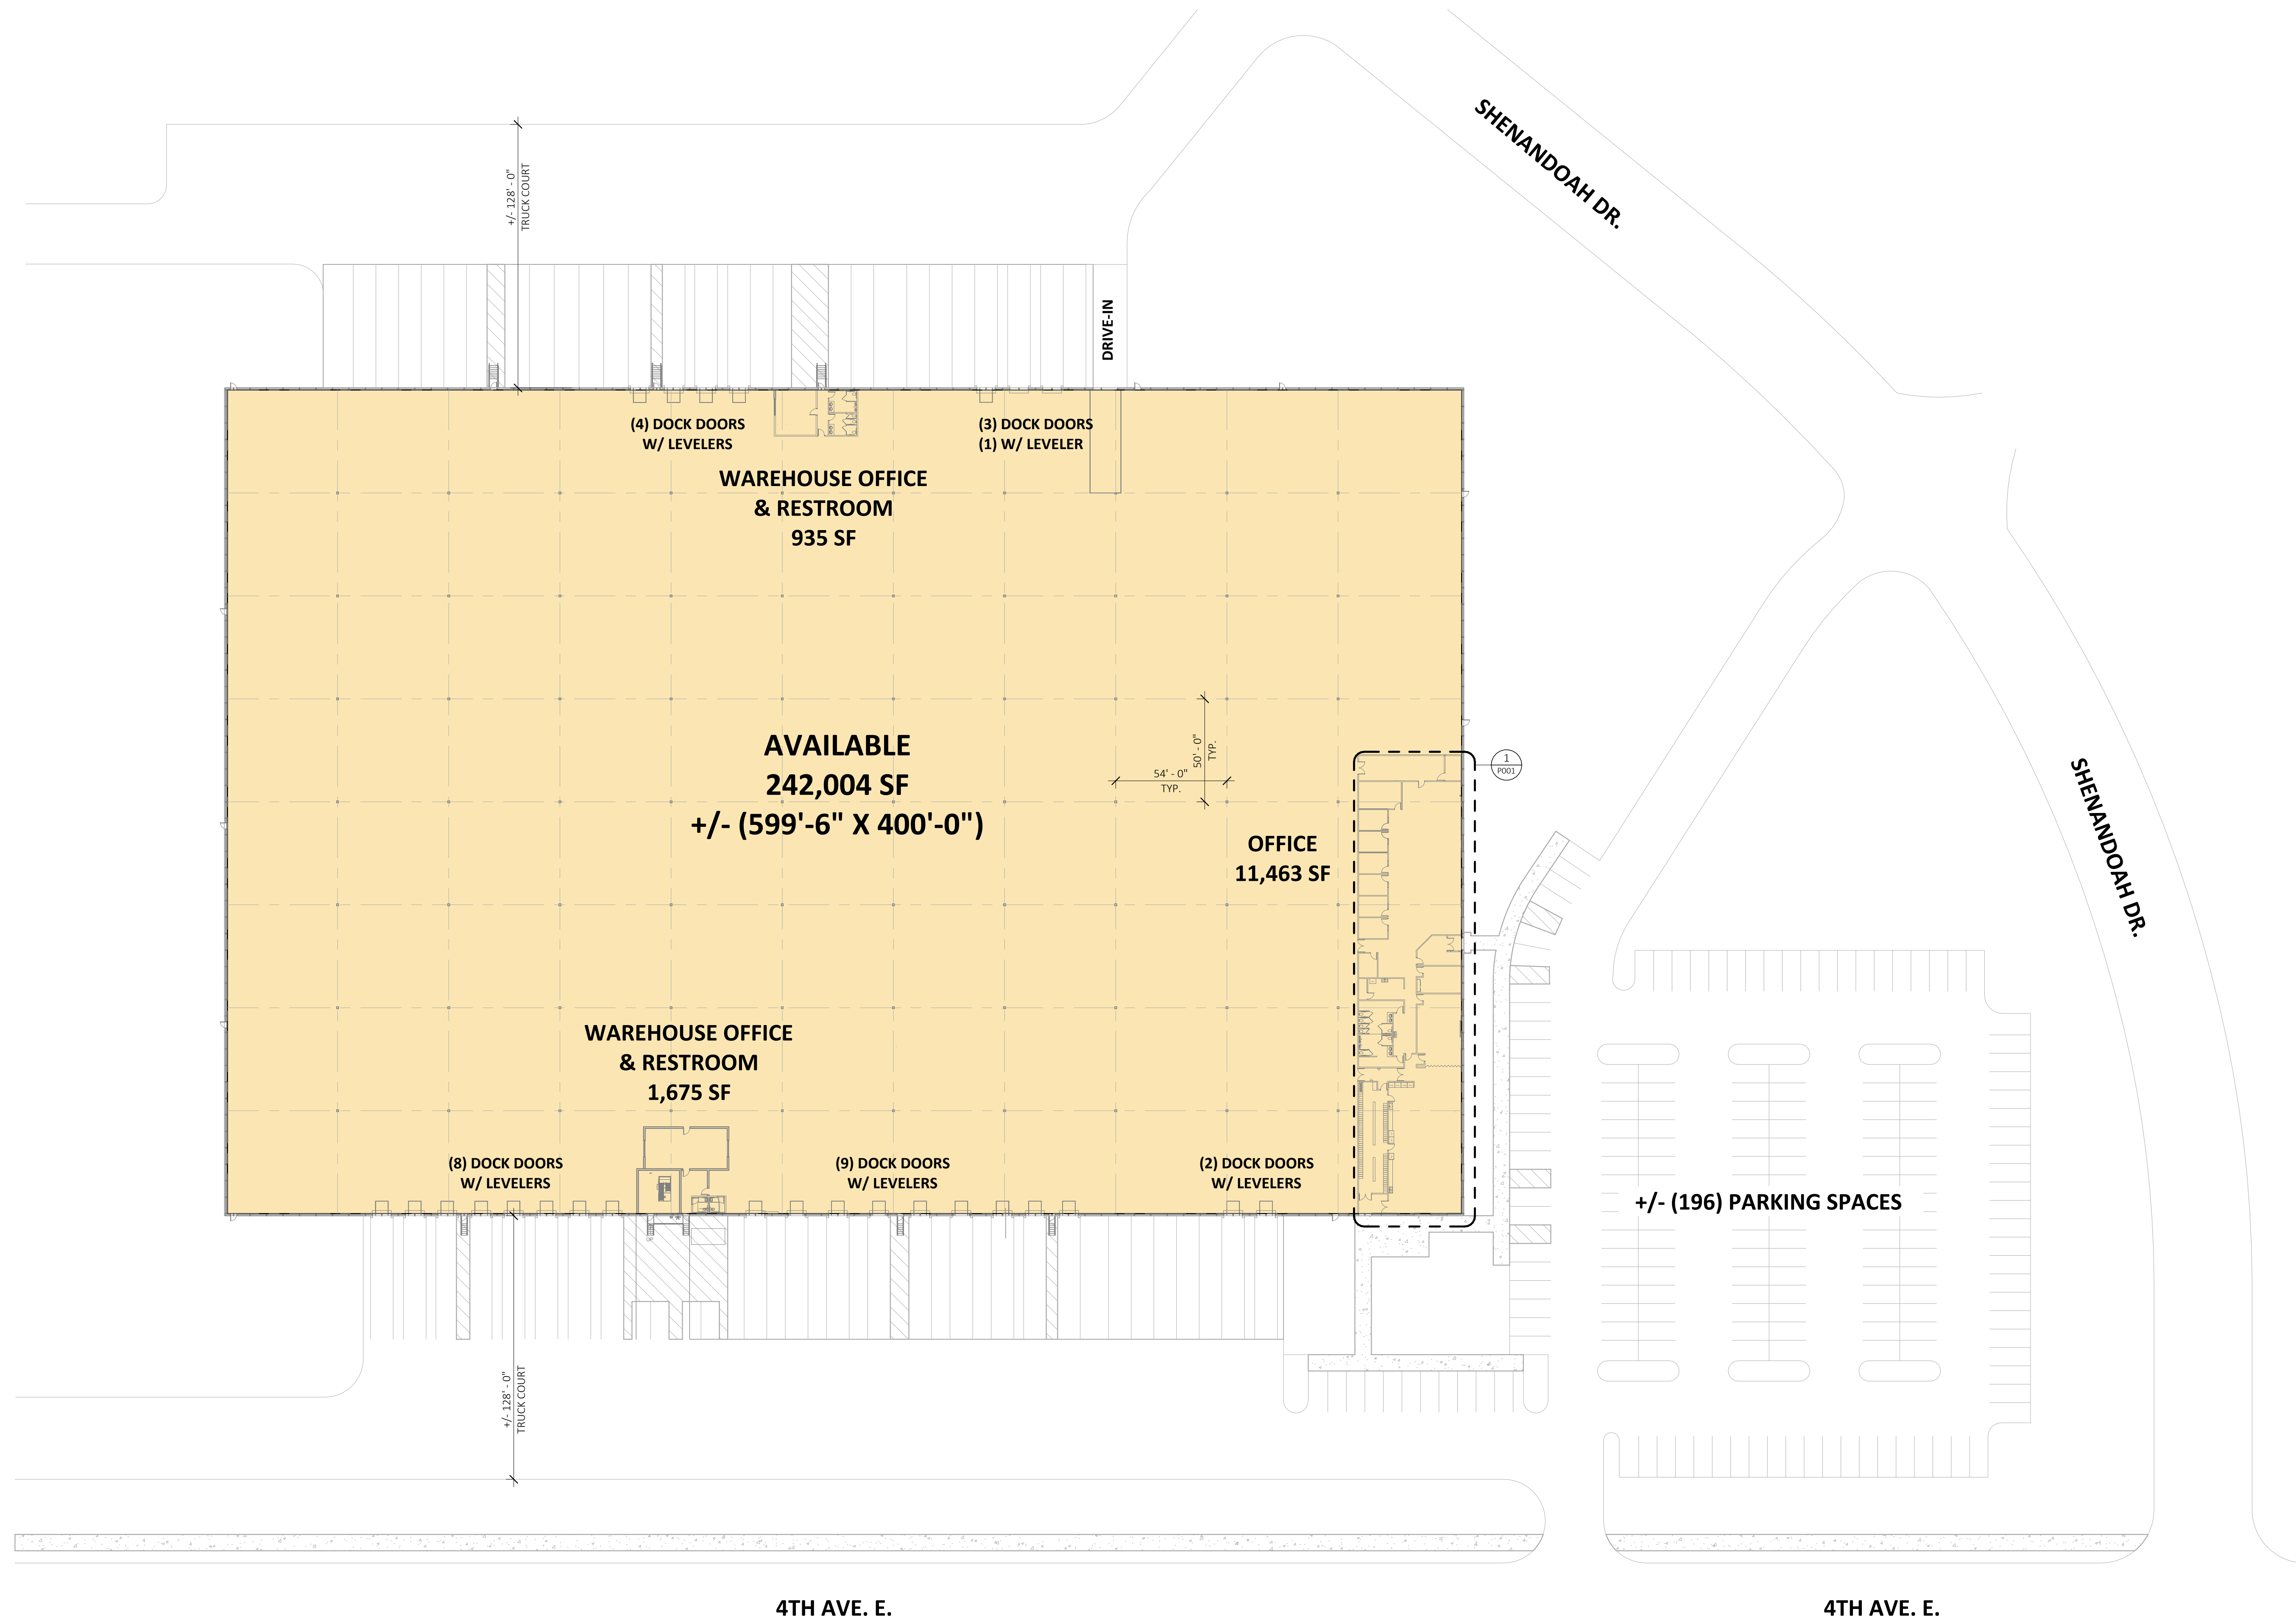 SHENANDOAH DR.
+/- 128' - 0"
TRUCK COURT
DRIVE-IN
(4) DOCK DOORS
W/ LEVELERS
(3) DOCK DOORS
(1) W/ LEVELER
WAREHOUSE OFFICE
& RESTROOM
935 SF
AVAILABLE
242,004 SF
+/- (599'-6" X 400'-0")
50' - 0"
TYP.
54' - 0"
TYP.
1
P001
OFFICE
11,463 SF
SHENANDOAH DR.
WAREHOUSE OFFICE
& RESTROOM
1,675 SF
(8) DOCK DOORS
W/ LEVELERS
(9) DOCK DOORS
W/ LEVELERS
(2) DOCK DOORS
W/ LEVELERS
+/- (196) PARKING SPACES
+/- 128' - 0"
TRUCK COURT
4TH AVE. E.
4TH AVE. E.